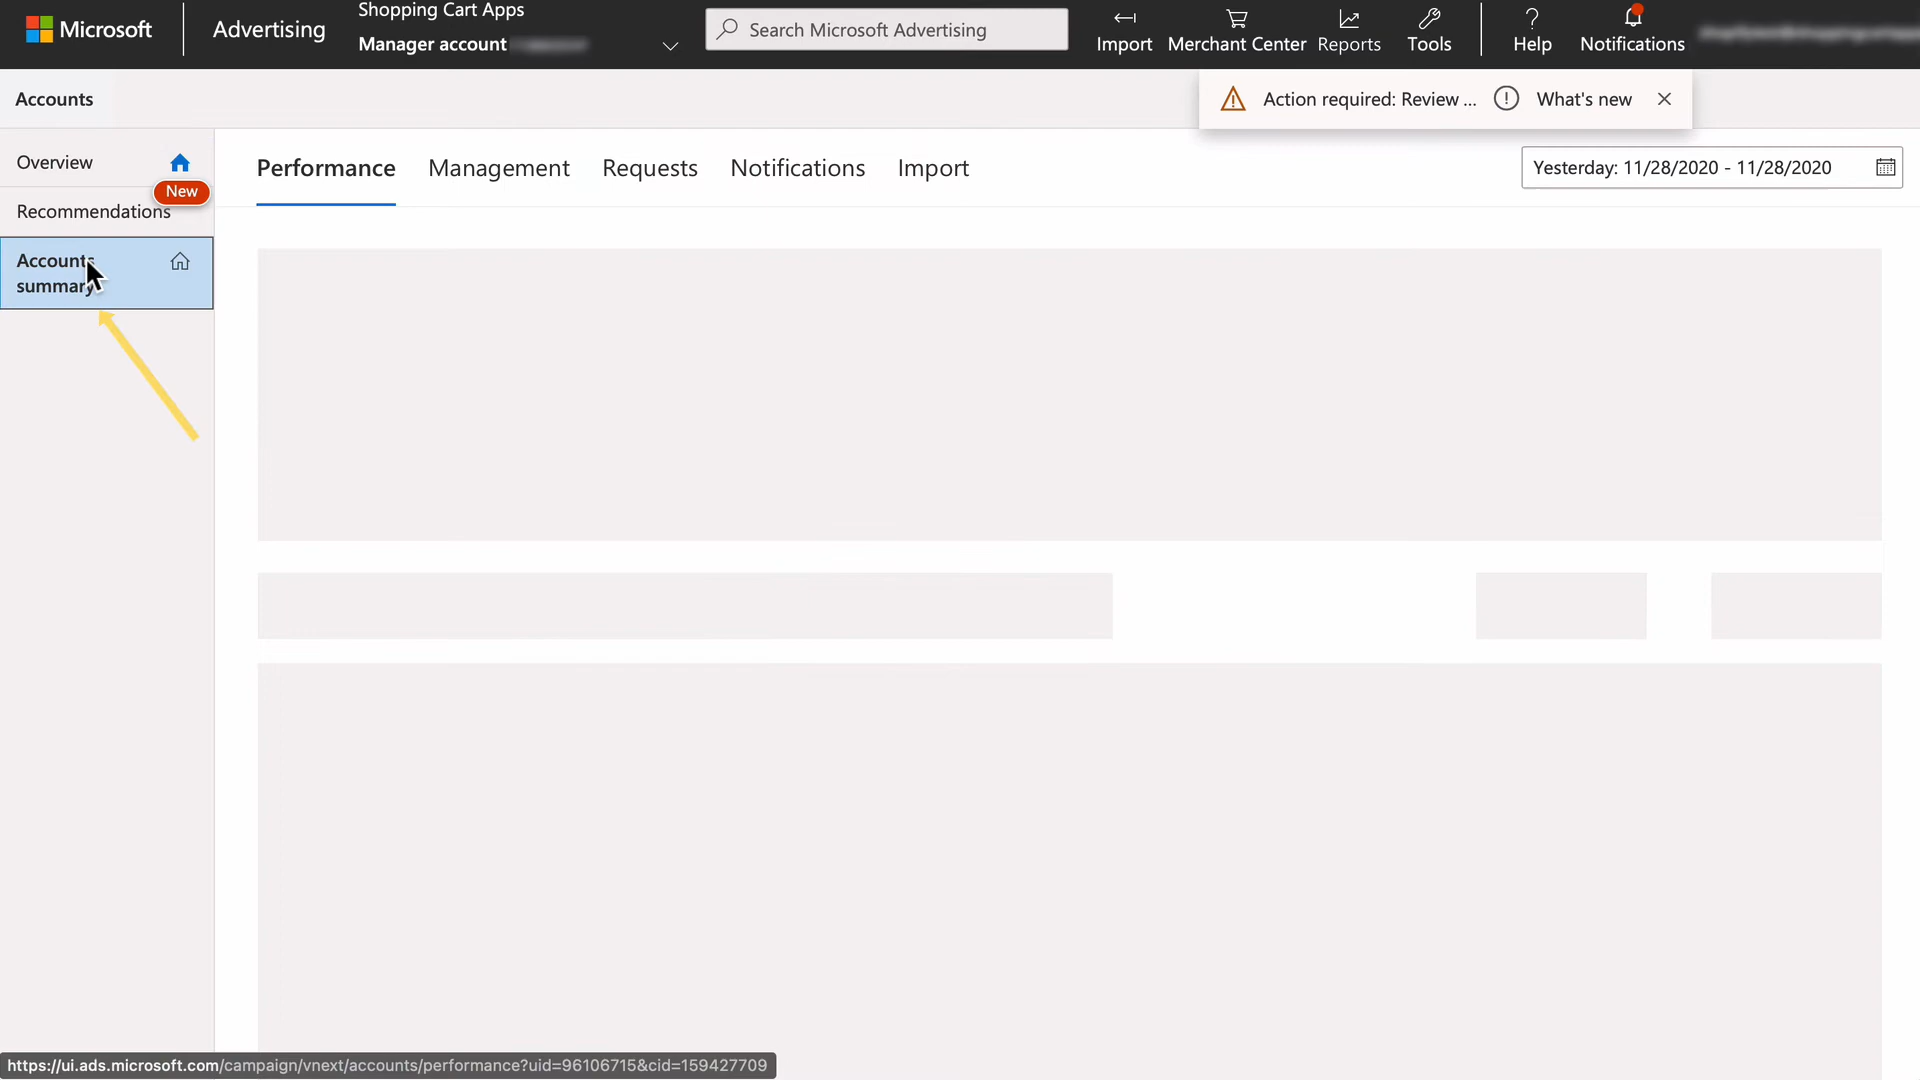 Microsoft
Advertising
Shopping Cart Apps
Manager account
Search Microsoft Advertising
Import
Merchant Center
Reports
Tools
Help
Notifications
Accounts
Action required: Review ...
What's new
Overview
New
Recommendations
Accounts
summary
Performance
Management
Requests
Notifications
Import
Yesterday: 11/28/2020 - 11/28/2020
https://ui.ads.microsoft.com/campaign/vnext/accounts/performance?uid=96106715&cid=159427709